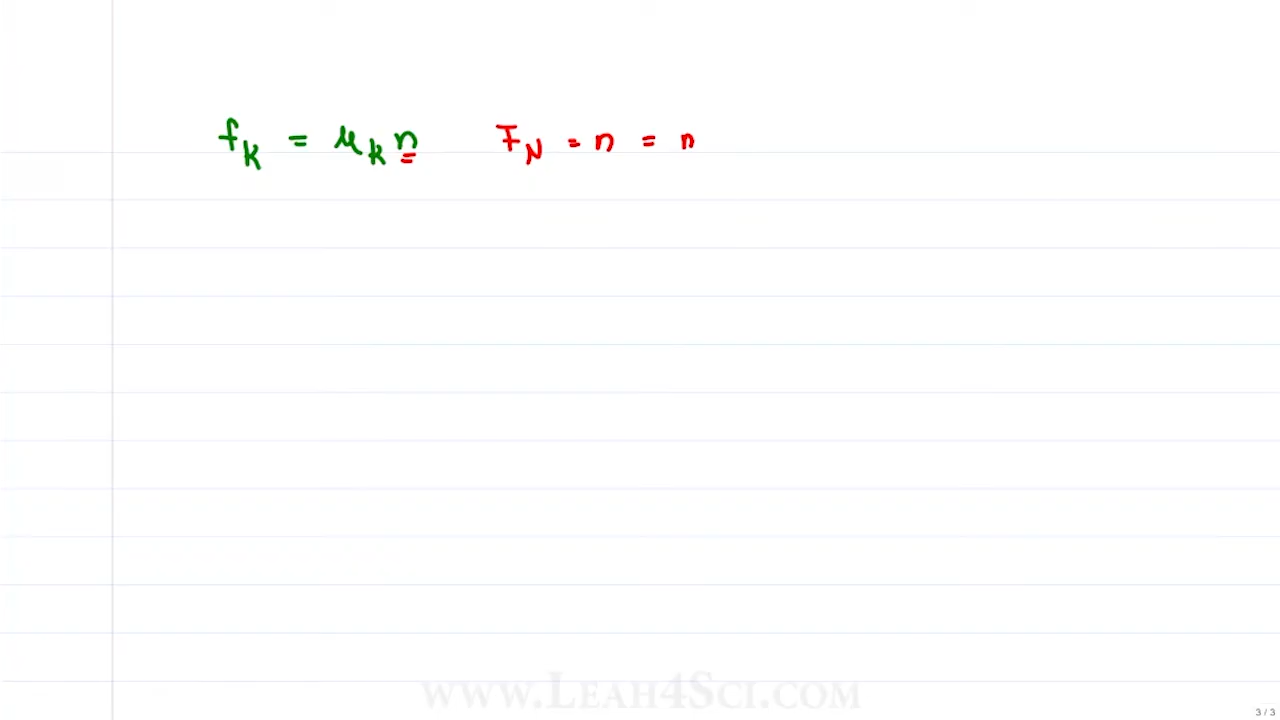 f_k = μ_k n F_N = n = n
www.Leah4Sci.com
3 / 3